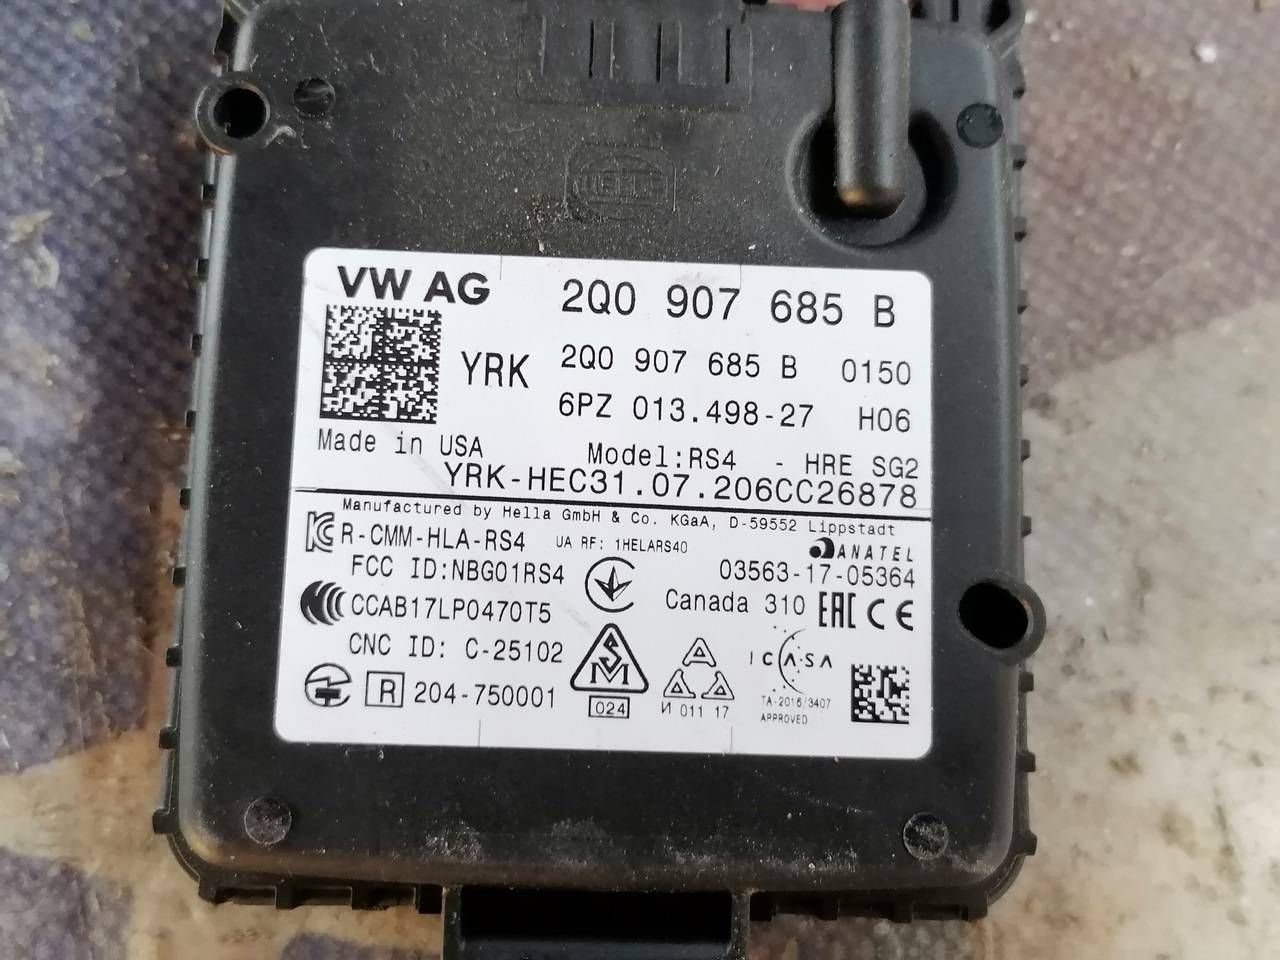 HELLA
VW AG 2Q0 907 685 B
YRK 2Q0 907 685 B 0150
6PZ 013.498-27 H06
Made in USA Model:RS4 - HRE SG2
YRK-HEC31.07.206CC26878
Manufactured by Hella GmbH & Co. KGaA, D-59552 Lippstadt
R-CMM-HLA-RS4 UA RF: 1HELARS40 ANATEL
FCC ID:NBG01RS4 03563-17-05364
CCAB17LP0470T5 Canada 310 EAC CE
CNC ID: C-25102 ICASA
R 204-750001 024 И 011 17 TA-2016/3407
APPROVED